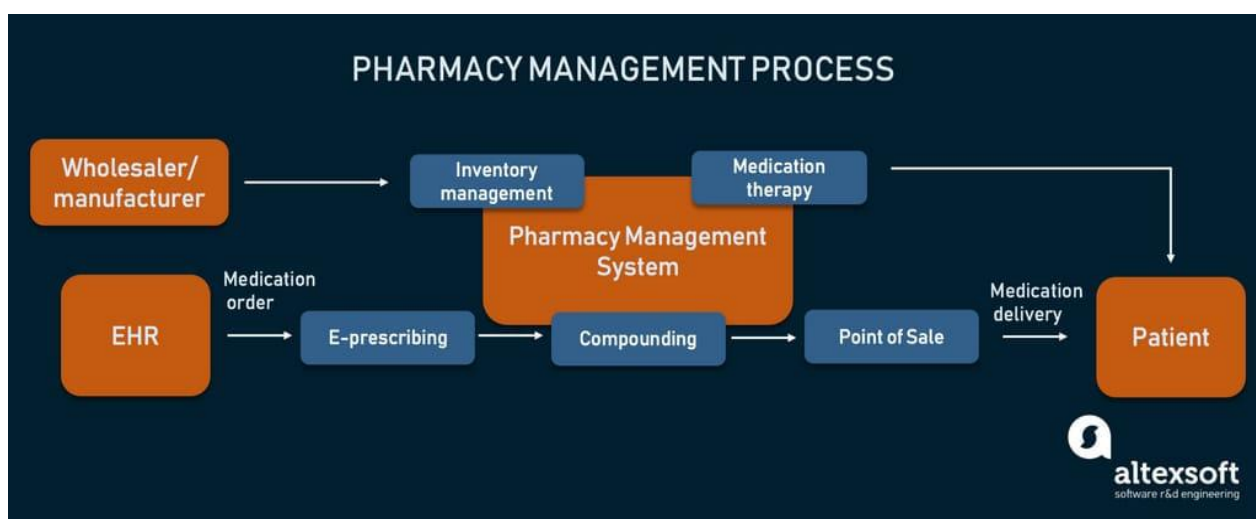 PHARMACY MANAGEMENT PROCESS
Wholesaler/
manufacturer
Inventory
management
Medication
therapy
Pharmacy Management
System
EHR
Medication
order
E-prescribing
Compounding
Point of Sale
Medication
delivery
Patient
altexsoft
software r&d engineering